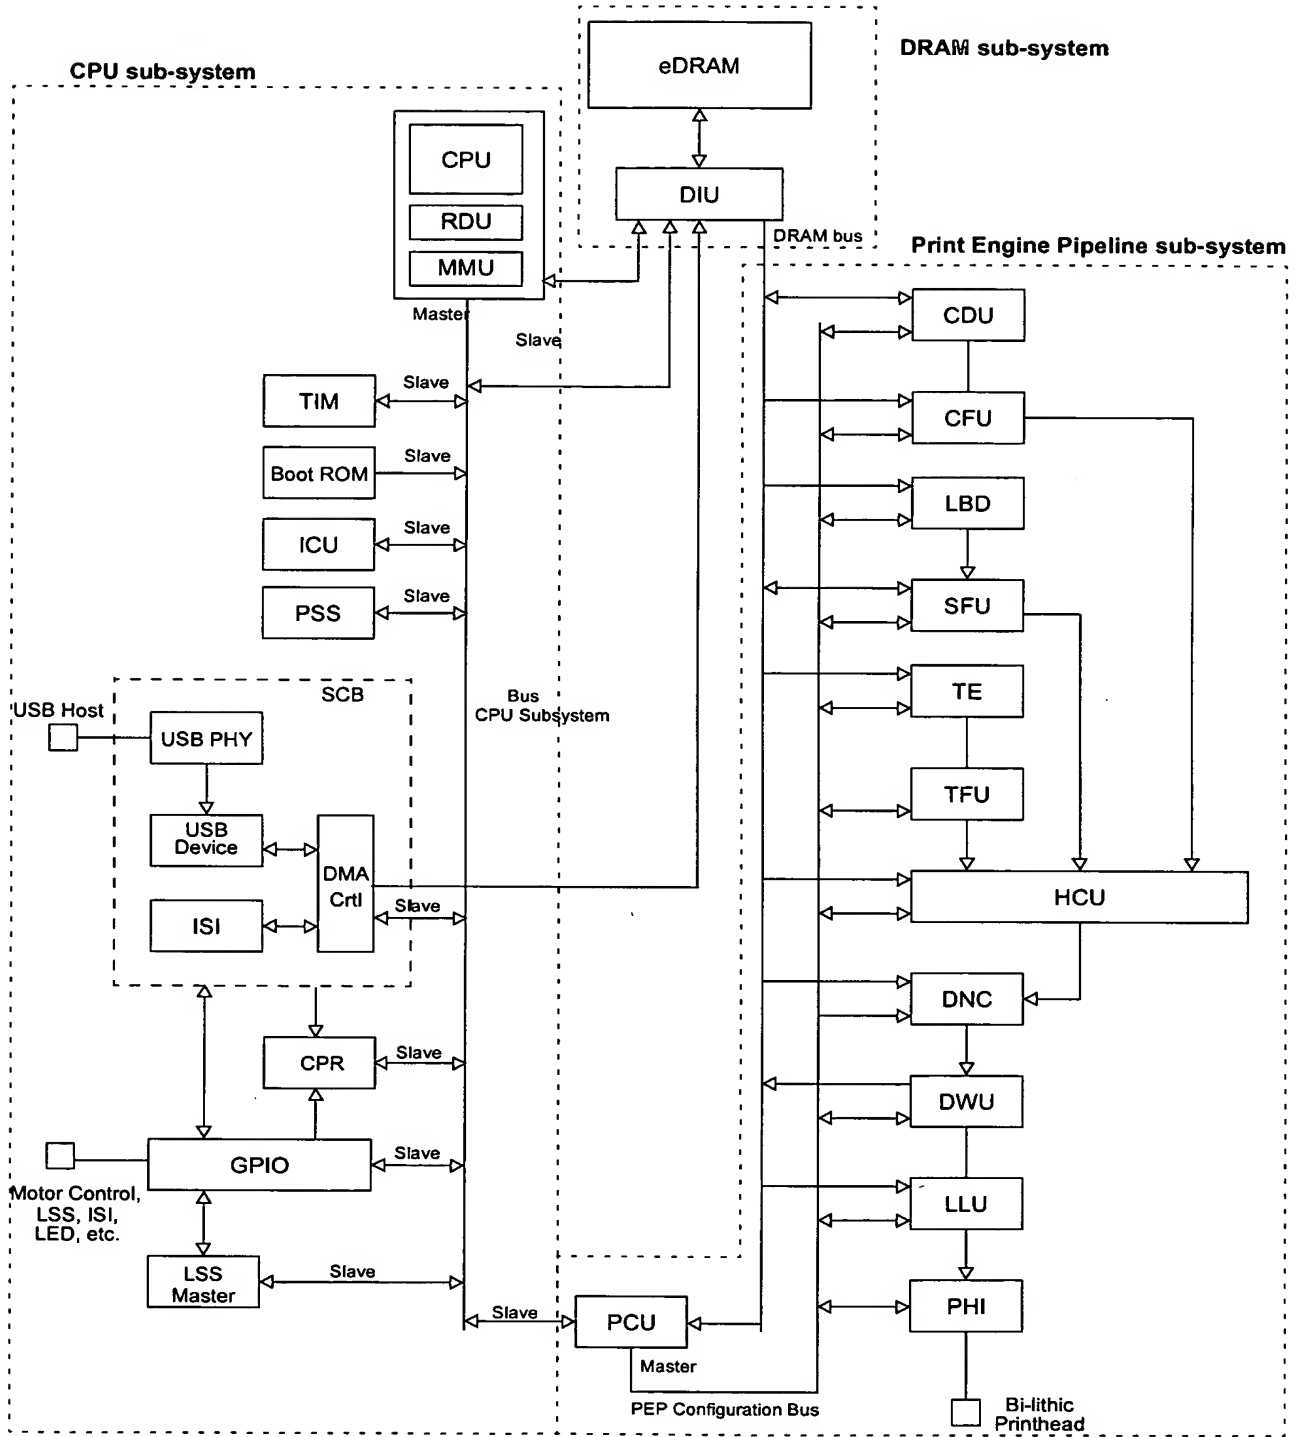 DRAM sub-system
CPU sub-system
eDRAM
CPU
RDU
MMU
DIU
DRAM bus
Print Engine Pipeline sub-system
Master
Slave
CDU
TIM
Slave
CFU
Boot ROM
Slave
LBD
ICU
Slave
PSS
Slave
SFU
SCB
Bus
CPU Subsystem
TE
USB Host
USB PHY
TFU
USB
Device
DMA
Crtl
Slave
ISI
HCU
DNC
CPR
Slave
DWU
GPIO
Slave
Motor Control,
LSS, ISI,
LED, etc.
LLU
LSS
Master
Slave
PHI
Slave
PCU
Master
PEP Configuration Bus
Bi-lithic
Printhead